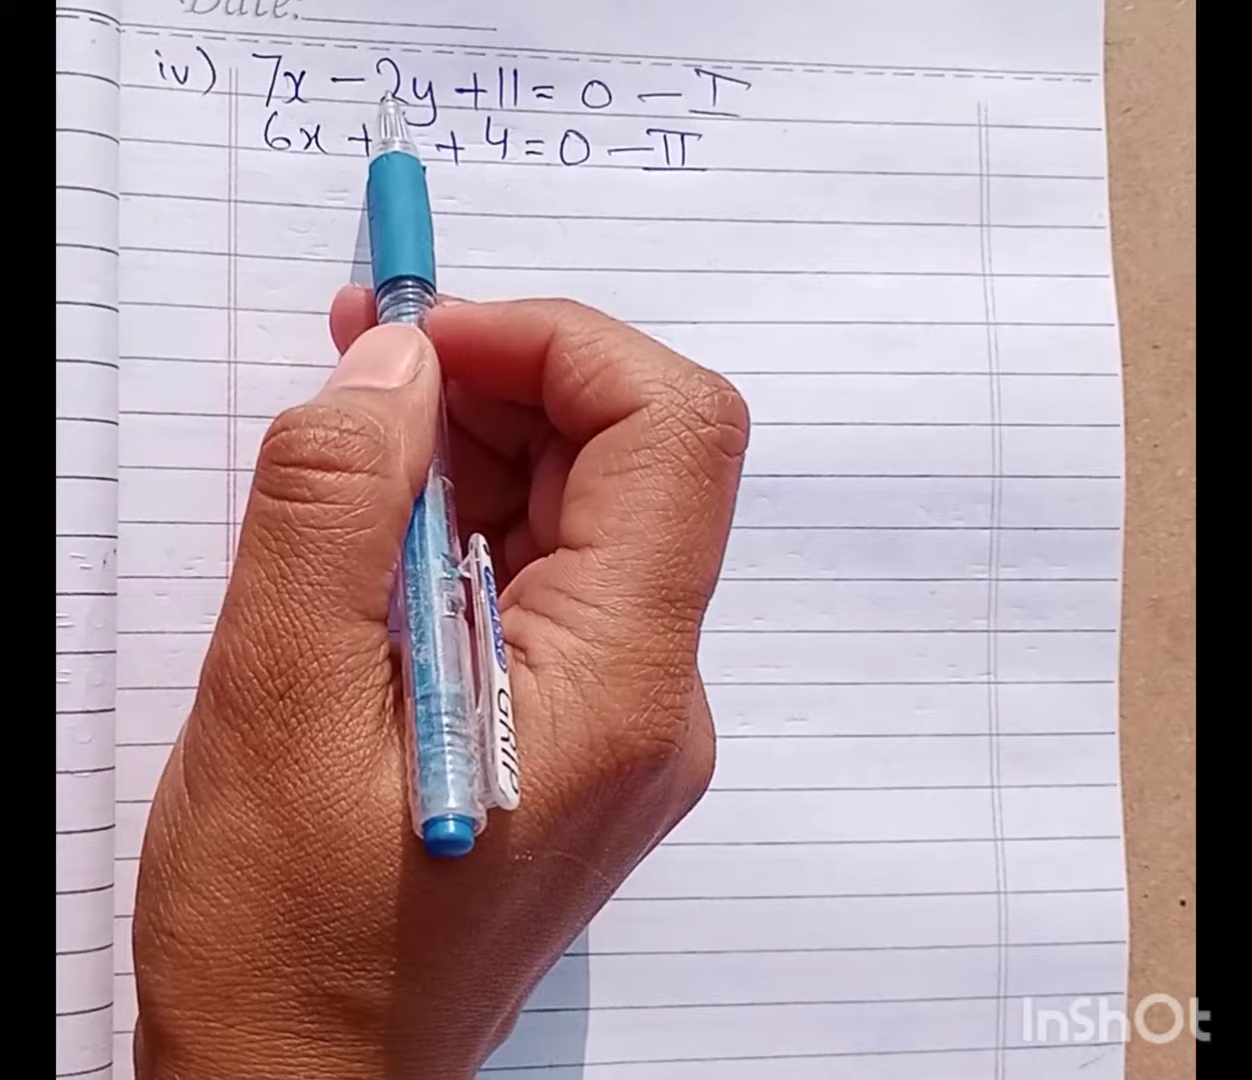 Date:
iv) 7x - 2y + 11 = 0 - I
6x + + 4 = 0 - II
GRIP
InShOt